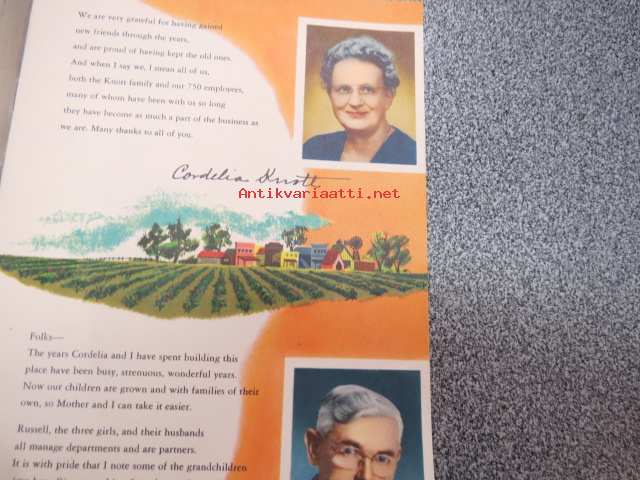 We are very grateful for having gained
new friends through the years,
and are proud of having kept the old ones.
And when I say we, I mean all of us,
both the Knott family and our 750 employees,
many of whom have been with us so long
they have become as much a part of the business as
we are. Many thanks to all of you.
Cordelia Knott
Antikvariaatti.net
Folks—
The years Cordelia and I have spent building this
place have been busy, strenuous, wonderful years.
Now our children are grown and with families of their
own, so Mother and I can take it easier.
Russell, the three girls, and their husbands
all manage departments and are partners.
It is with pride that I note some of the grandchildren